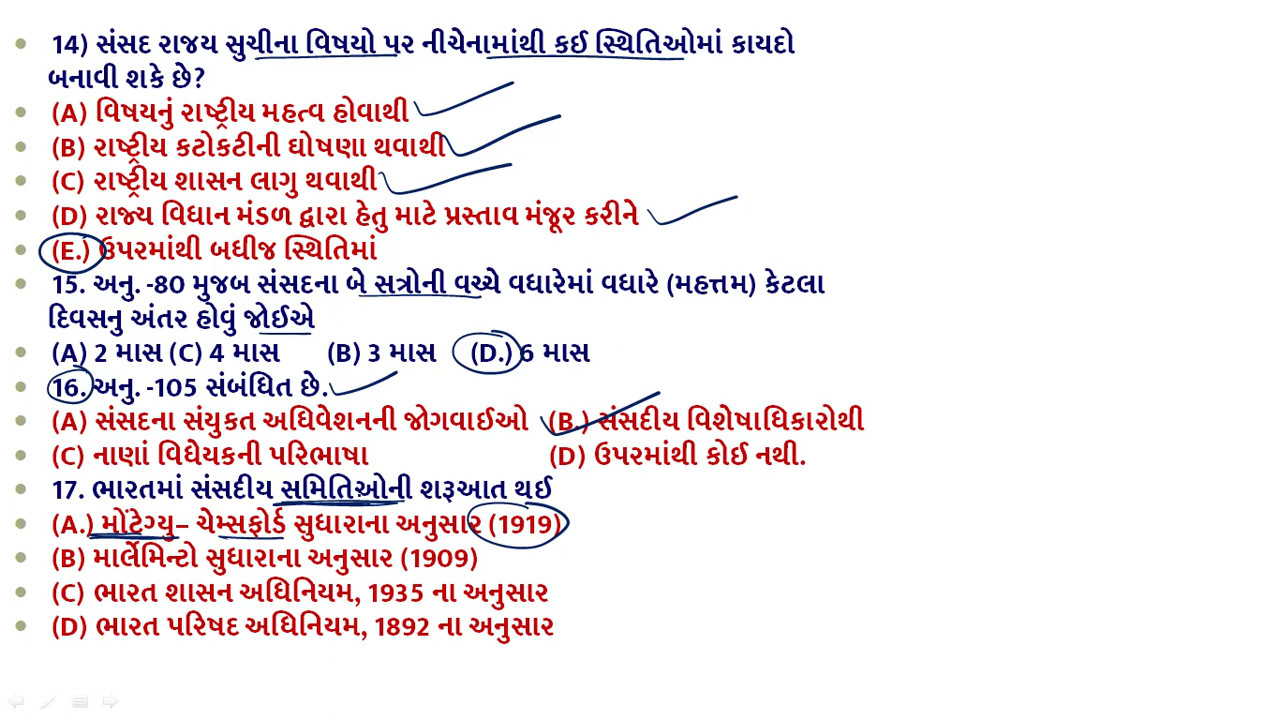 14) સંસદ રાજય સુચીના વિષયો પર નીચેનામાંથી કઈ સ્થિતિઓમાં કાયદો
બનાવી શકે છે?
(A) વિષયનું રાષ્ટ્રીય મહત્વ હોવાથી
(B) રાષ્ટ્રીય કટોકટીની ઘોષણા થવાથી
(C) રાષ્ટ્રીય શાસન લાગુ થવાથી
(D) રાજ્ય વિધાન મંડળ દ્વારા હેતુ માટે પ્રસ્તાવ મંજૂર કરીને
(E.) ઉપરમાંથી બધીજ સ્થિતિમાં
15. અનુ. -80 મુજબ સંસદના બે સત્રોની વચ્ચે વધારેમાં વધારે (મહત્તમ) કેટલા
દિવસનુ અંતર હોવું જોઈએ
(A) 2 માસ (C) 4 માસ (B) 3 માસ (D.) 6 માસ
16. અનુ. -105 સંબંધિત છે.
(A) સંસદના સંયુકત અધિવેશનની જોગવાઈઓ (B.) સંસદીય વિશેષાધિકારોથી
(C) નાણાં વિધેયકની પરિભાષા (D) ઉપરમાંથી કોઈ નથી.
17. ભારતમાં સંસદીય સમિતિઓની શરૂઆત થઈ
(A.) મોંટેગ્યુ– ચેમ્સફોર્ડ સુધારાના અનુસાર (1919)
(B) માર્લેમિન્ટો સુધારાના અનુસાર (1909)
(C) ભારત શાસન અધિનિયમ, 1935 ના અનુસાર
(D) ભારત પરિષદ અધિનિયમ, 1892 ના અનુસાર